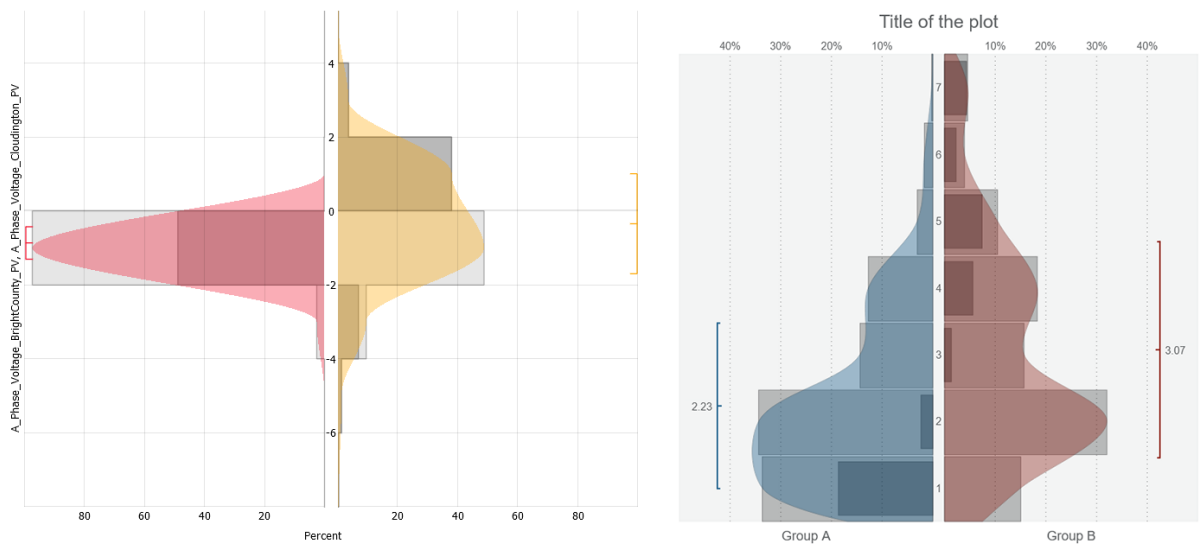 A_Phase_Voltage_BrightCounty_PV, A_Phase_Voltage_Cloudington_PV
4
2
0
-2
-4
-6
80 60 40 20 20 40 60 80
Percent
Title of the plot
40% 30% 20% 10% 10% 20% 30% 40%
7
6
5
4
3
2
1
2.23
3.07
Group A Group B